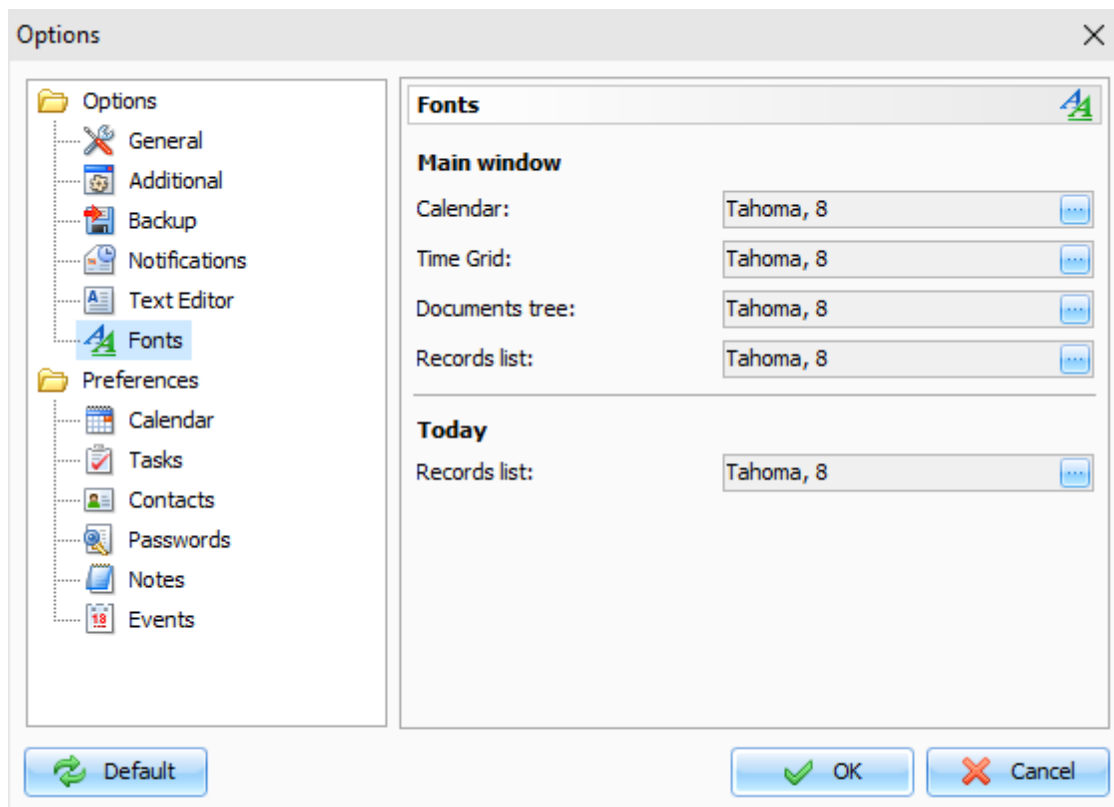 Options
Options
General
Additional
Backup
Notifications
Text Editor
Fonts
Preferences
Calendar
Tasks
Contacts
Passwords
Notes
18 Events
Fonts
Main window
Calendar: Tahoma, 8
Time Grid: Tahoma, 8
Documents tree: Tahoma, 8
Records list: Tahoma, 8
Today
Records list: Tahoma, 8
Default
OK
Cancel